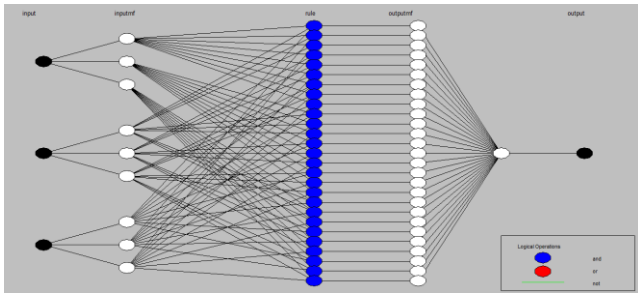 input
inputmf
rule
outputmf
output
Logical Operations
and
or
not